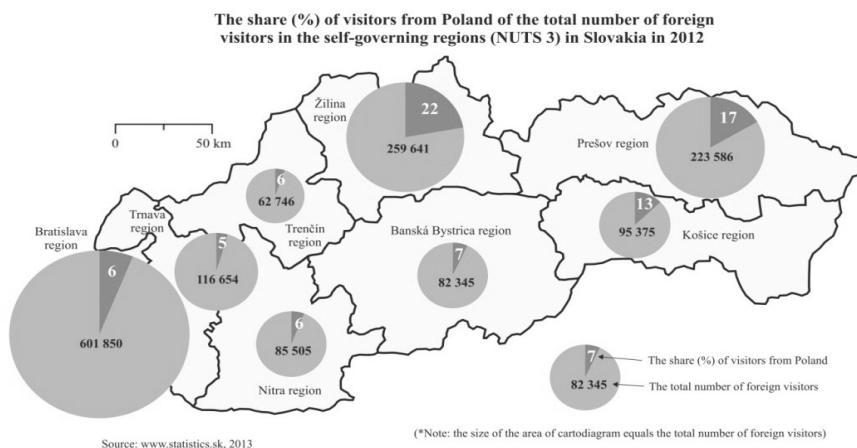 The share (%) of visitors from Poland of the total number of foreign
visitors in the self-governing regions (NUTS 3) in Slovakia in 2012
0 50 km
Žilina
region
22
259 641
17
Prešov region
223 586
6
62 746
Trenčín
region
Trnava
region
Bratislava
region
5
116 654
6
601 850
Banská Bystrica region
7
82 345
13
95 375
Košice region
6
85 505
Nitra region
7
82 345
The share (%) of visitors from Poland
The total number of foreign visitors
Source: www.statistics.sk, 2013
(*Note: the size of the area of cartodiagram equals the total number of foreign visitors)